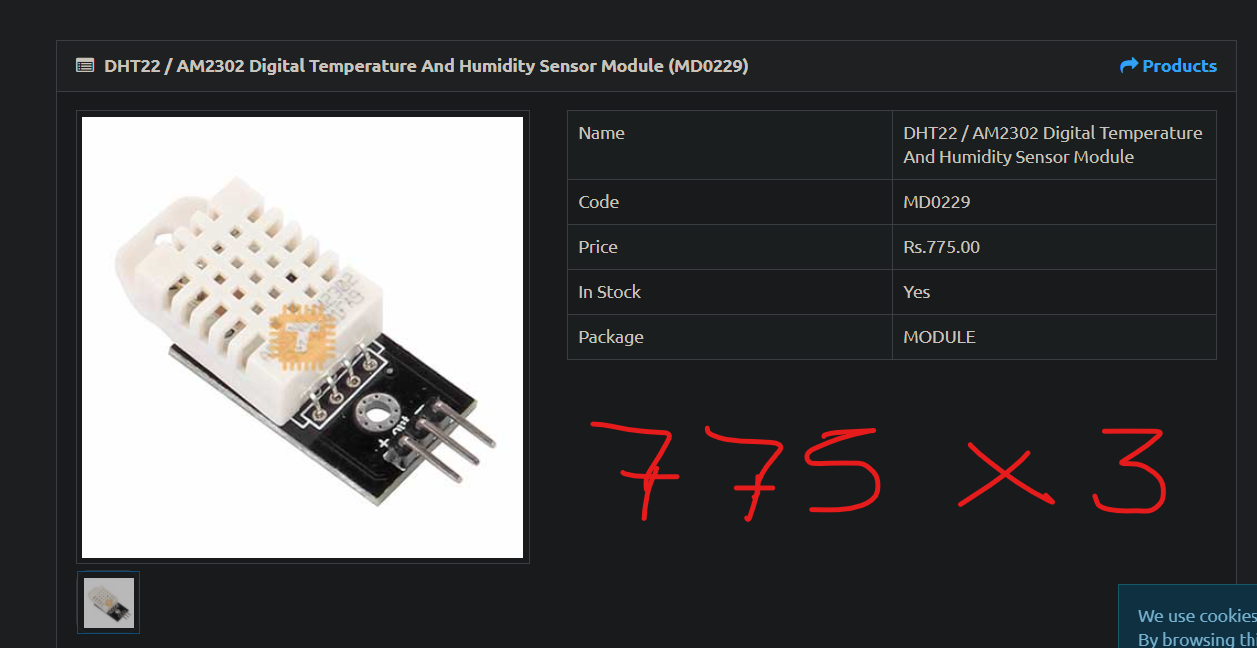 DHT22 / AM2302 Digital Temperature And Humidity Sensor Module (MD0229)
Products
Name
DHT22 / AM2302 Digital Temperature
And Humidity Sensor Module
Code
MD0229
Price
Rs.775.00
In Stock
Yes
Package
MODULE
775 x 3
T
+
-
We use cookies
By browsing thi